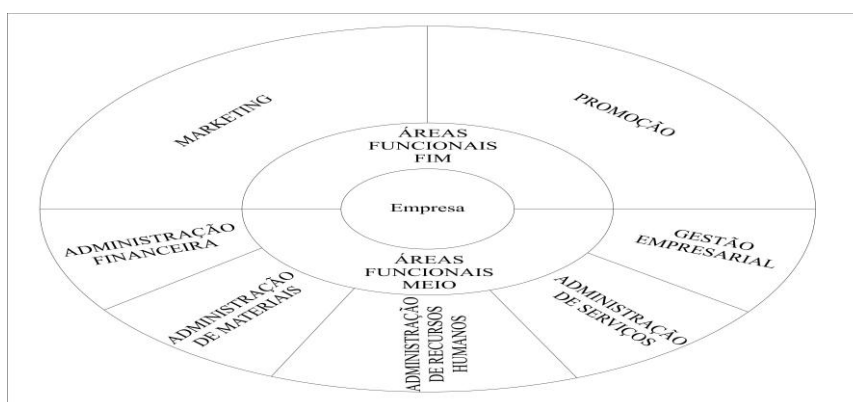 MARKETING
PROMOÇÃO
ÁREAS
FUNCIONAIS
FIM
Empresa
ADMINISTRAÇÃO
FINANCEIRA
GESTÃO
EMPRESARIAL
ÁREAS
FUNCIONAIS
MEIO
ADMINISTRAÇÃO
DE MATERIAIS
ADMINISTRAÇÃO
DE RECURSOS
HUMANOS
ADMINISTRAÇÃO
DE SERVIÇOS